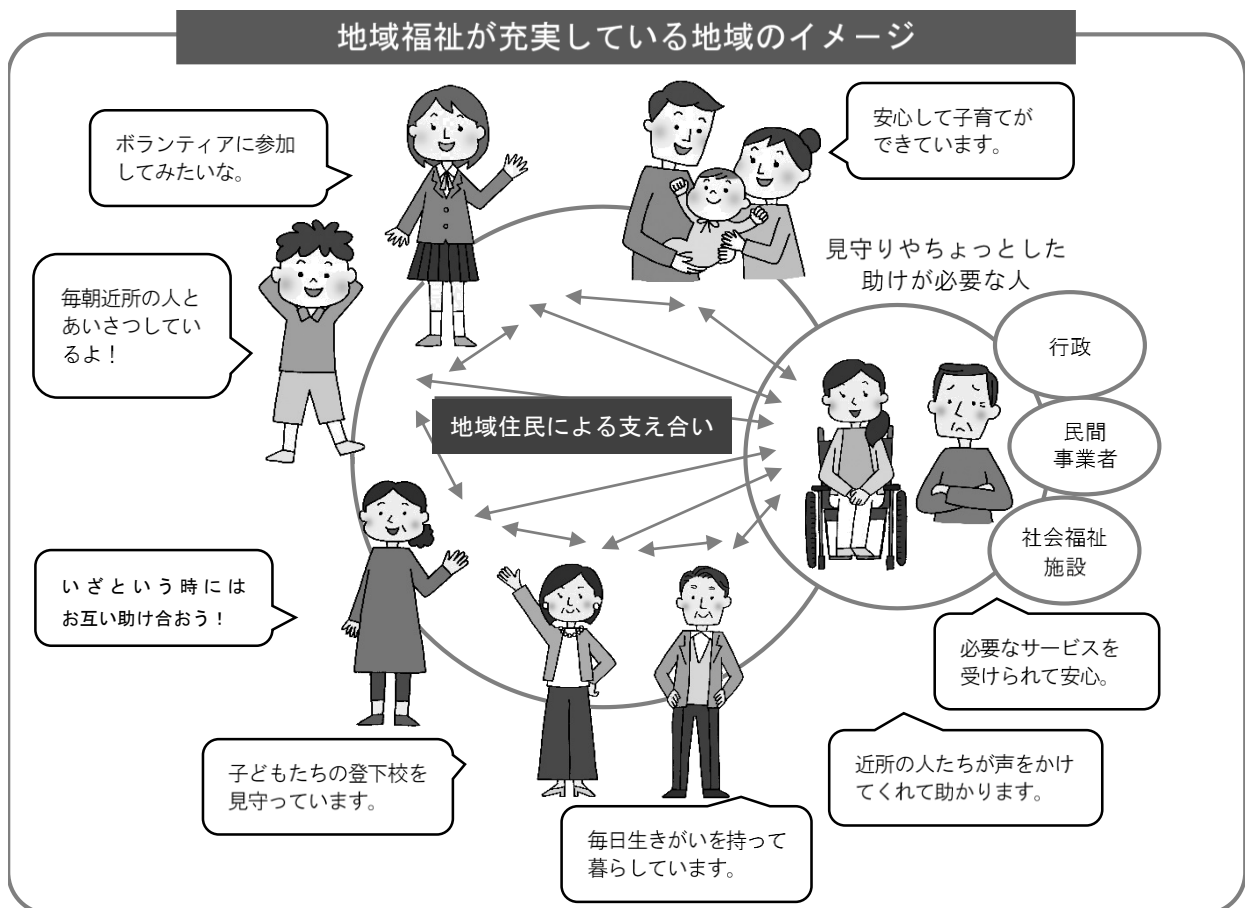 地域福祉が充実している地域のイメージ
ボランティアに参加
してみたいな。
安心して子育てが
できています。
毎朝近所の人と
あいさつしてい
るよ！
見守りやちょっとした
助けが必要な人
行政
民間
事業者
社会福祉
施設
地域住民による支え合い
いざという時には
お互い助け合おう！
必要なサービスを
受けられて安心。
子どもたちの登下校を
見守っています。
近所の人たちが声をかけ
てくれて助かります。
毎日生きがいを持って
暮らしています。